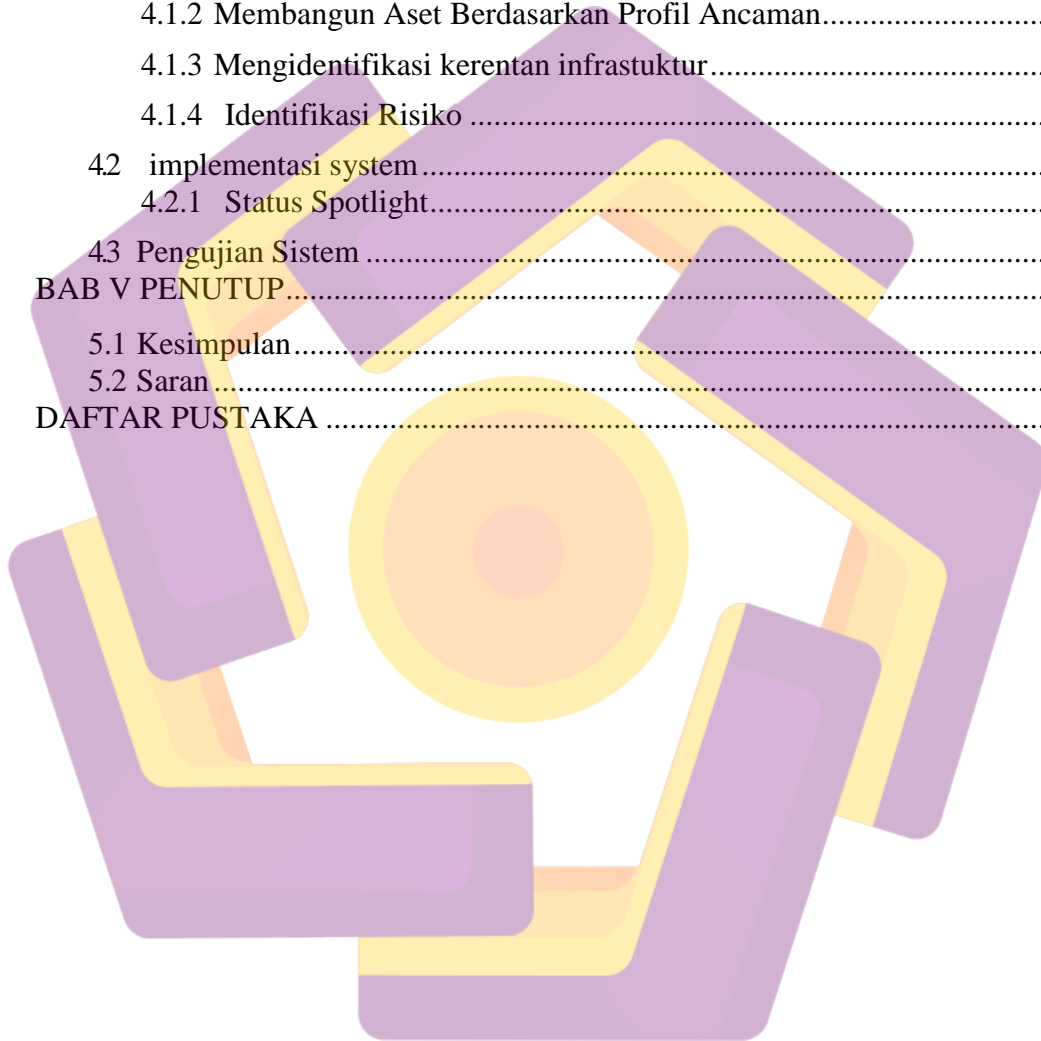 4.1.2 Membangun Aset Berdasarkan Profil Ancaman........................
4.1.3 Mengidentifikasi kerentan infrastuktur........................................
4.1.4 Identifikasi Risiko ........................................................................
4.2 implementasi system..............................................................................
4.2.1 Status Spotlight.............................................................................
4.3 Pengujian Sistem .....................................................................................
BAB V PENUTUP...............................................................................................
5.1 Kesimpulan..............................................................................................
5.2 Saran ........................................................................................................
DAFTAR PUSTAKA ..........................................................................................